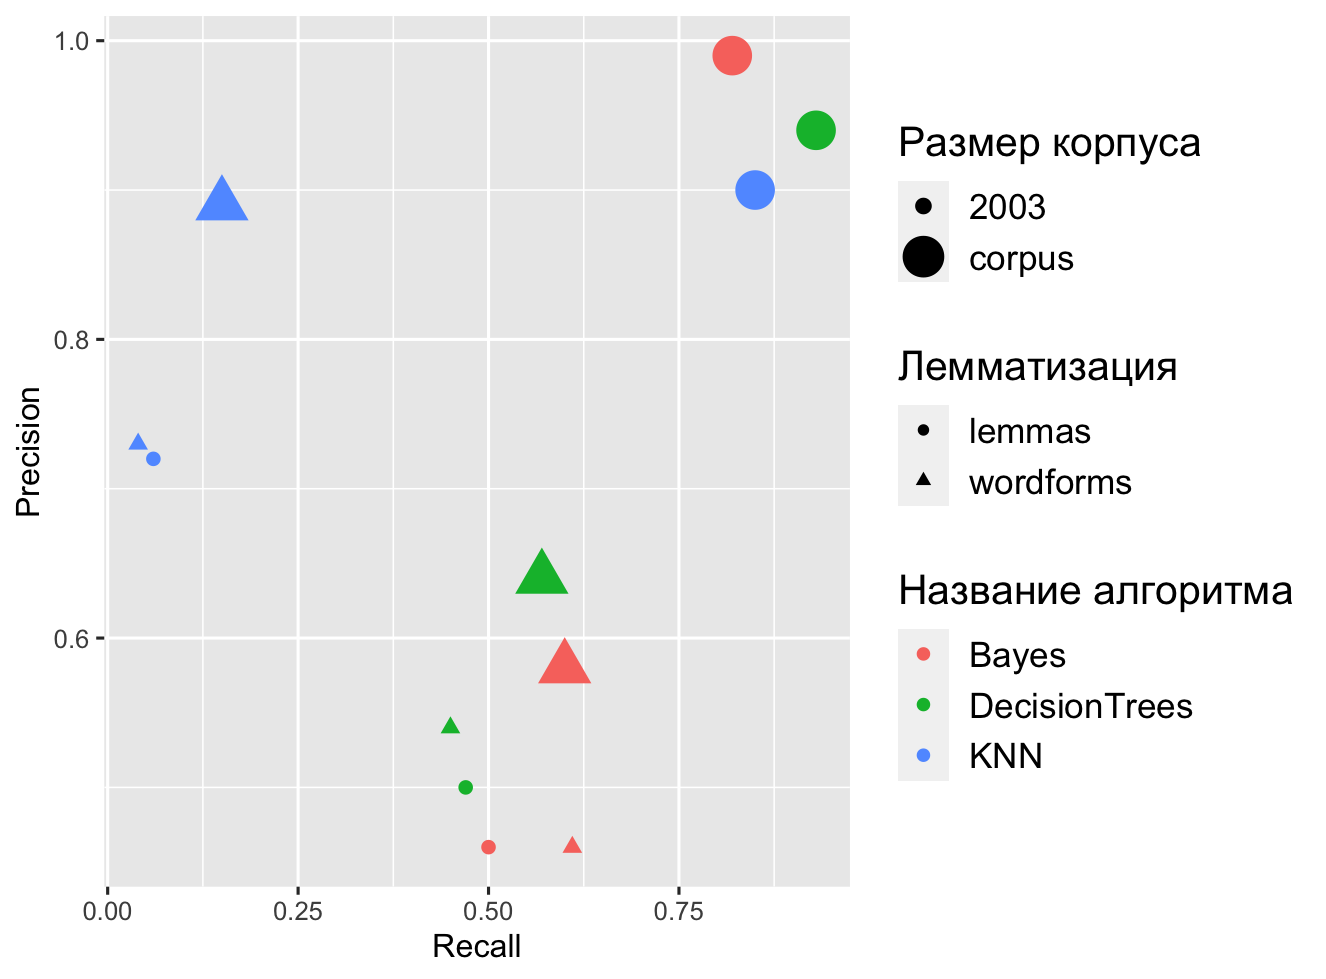 1.0
0.8
0.6
Precision
0.00 0.25 0.50 0.75
Recall
Размер корпуса
2003
corpus
Лемматизация
lemmas
wordforms
Название алгоритма
Bayes
DecisionTrees
KNN